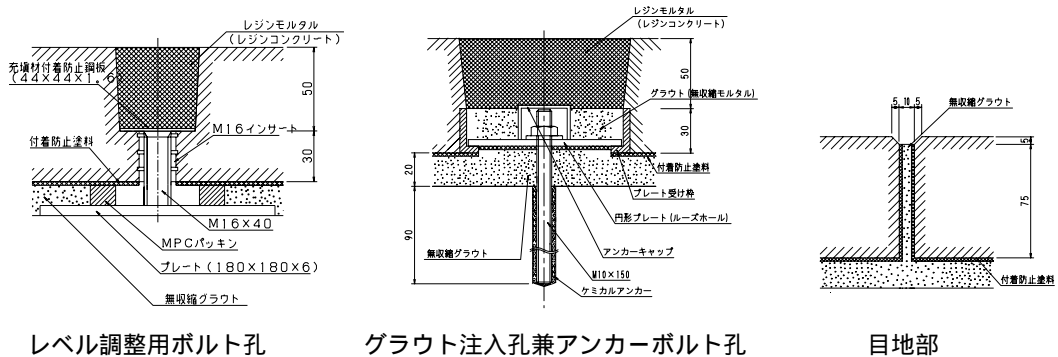 レジンモルタル
(レジンコンクリート)
充填材付着防止鋼板
(44×44×1.6
50
M16インサート
付着防止塗料
30
M16×40
MPCパッキン
プレート(180×180×6)
無収縮グラウト
レベル調整用ボルト孔
レジンモルタル
(レジンコンクリート)
50
グラウト(無収縮モルタル)
30
20
付着防止塗料
プレート受け枠
円形プレート(ルーズホール)
90
無収縮グラウト
アンカーキャップ
M10×150
ケミカルアンカー
グラウト注入孔兼アンカーボルト孔
5 10 5
無収縮グラウト
5
75
付着防止塗料
目地部